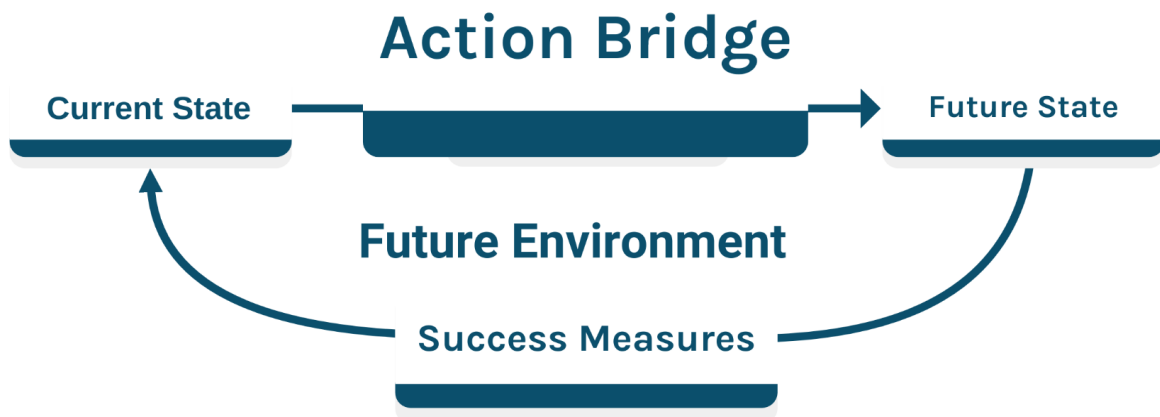 Action Bridge
Current State
Future State
Future Environment
Success Measures